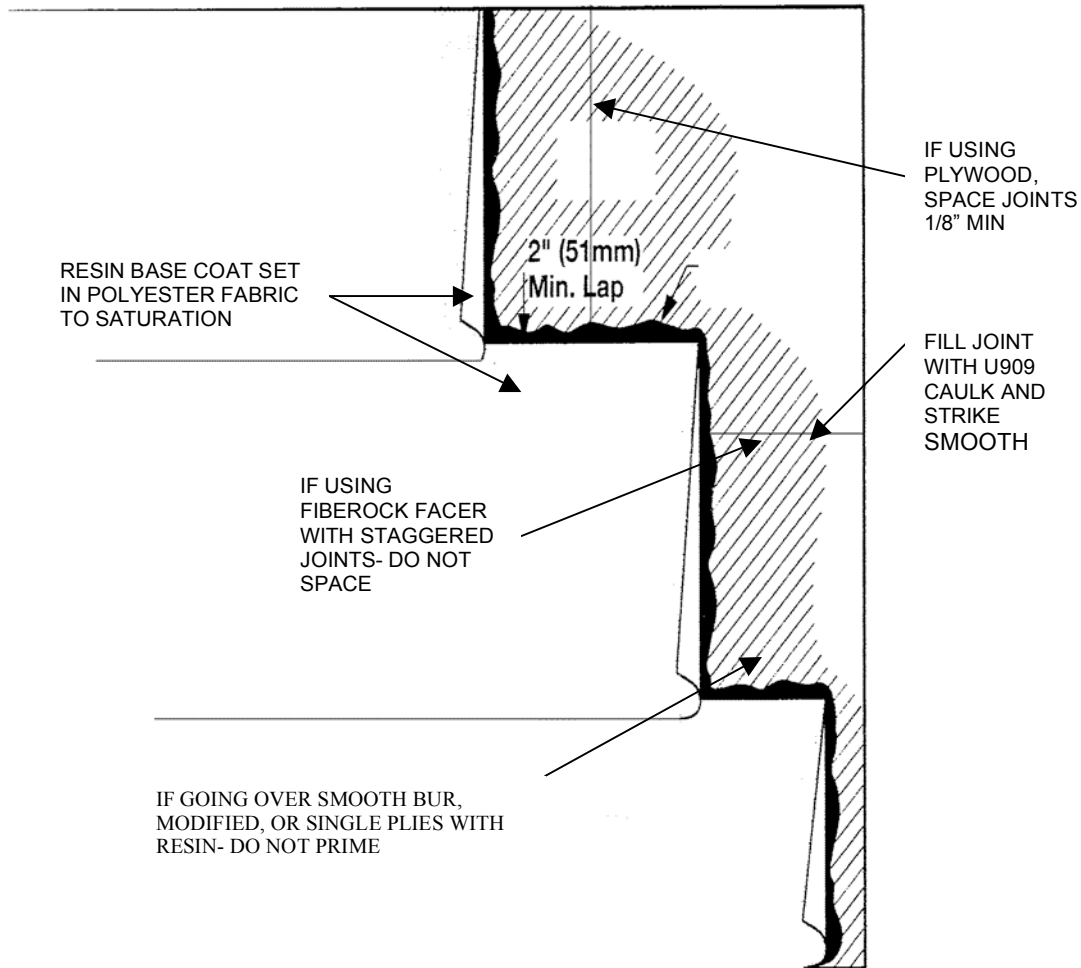 IF USING
PLYWOOD,
SPACE JOINTS
1/8” MIN
2" (51mm)
Min. Lap
RESIN BASE COAT SET
IN POLYESTER FABRIC
TO SATURATION
FILL JOINT
WITH U909
CAULK AND
STRIKE
SMOOTH
IF USING
FIBEROCK FACER
WITH STAGGERED
JOINTS- DO NOT
SPACE
IF GOING OVER SMOOTH BUR,
MODIFIED, OR SINGLE PLIES WITH
RESIN- DO NOT PRIME